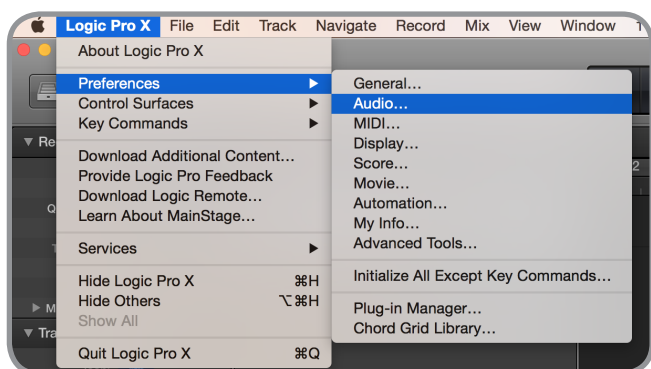 Logic Pro X File Edit Track Navigate Record Mix View Window
About Logic Pro X
Preferences ▶
Control Surfaces ▶
Key Commands ▶
Download Additional Content...
Provide Logic Pro Feedback
Download Logic Remote...
Learn About MainStage...
Services ▶
Hide Logic Pro X ⌘H
Hide Others ⌥⌘H
Show All
Quit Logic Pro X ⌘Q
General...
Audio...
MIDI...
Display...
Score...
Movie...
Automation...
My Info...
Advanced Tools...
Initialize All Except Key Commands...
Plug-in Manager...
Chord Grid Library...
▼ Re
Q
▶ M
▼ Tra
2